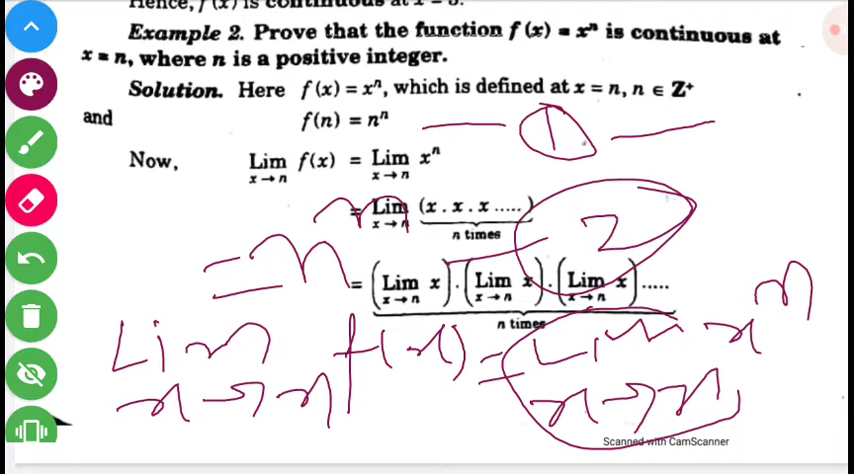 Hence, f (x) is continuous at x = 3.
Example 2. Prove that the function f (x) = xⁿ is continuous at
x = n, where n is a positive integer.
Solution. Here f(x) = xⁿ, which is defined at x = n, n ∈ Z⁺
and f(n) = nⁿ ①
Now, Lim f(x) = Lim xⁿ
x→n x→n
= Lim (x . x . x ..... )
x→n n times
= nⁿ 2
= (Lim x) . (Lim x) . (Lim x) .....
x→n x→n x→n
n times
Lim f(x) = Lim xⁿ
x→n x→n
Scanned with CamScanner